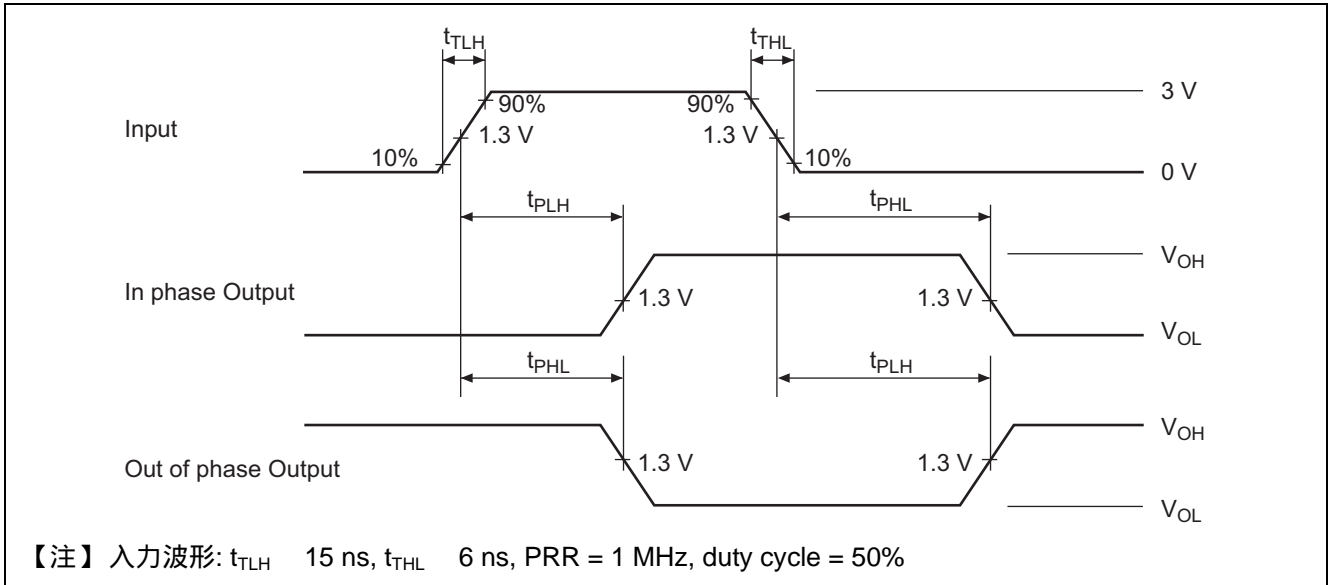 tTLH tTHL
90% 90% 3 V
Input 1.3 V 1.3 V
10% 10% 0 V
tPLH tPHL
VOH
In phase Output 1.3 V 1.3 V
VOL
tPHL tPLH
VOH
Out of phase Output 1.3 V 1.3 V
VOL
【注】入力波形: tTLH 15 ns, tTHL 6 ns, PRR = 1 MHz, duty cycle = 50%